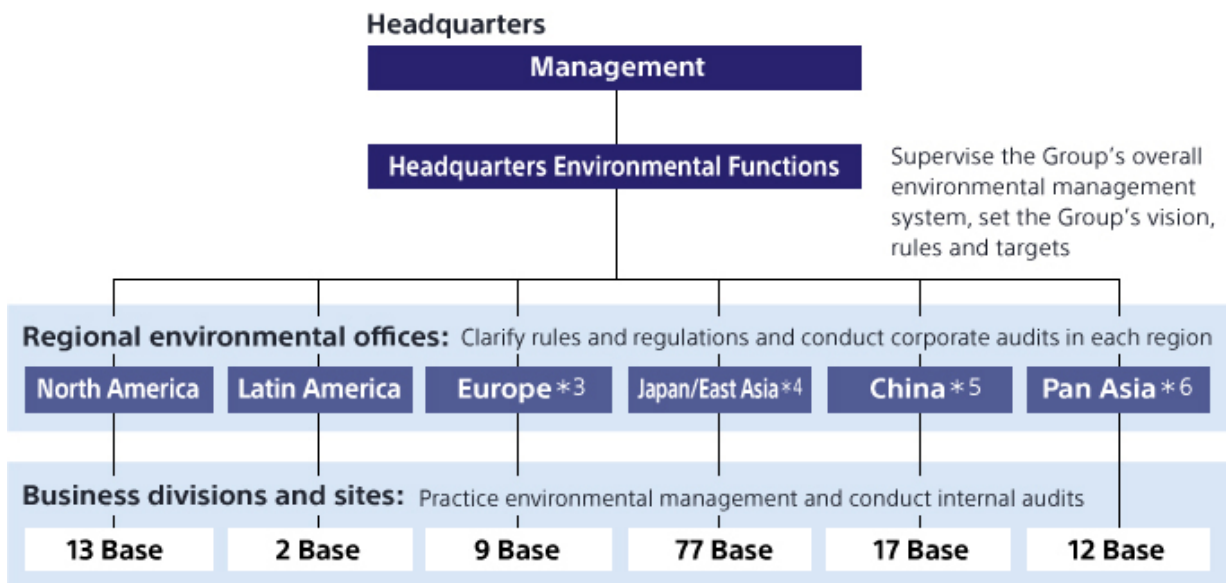 Headquarters
Management
Headquarters Environmental Functions
Supervise the Group's overall
environmental management
system, set the Group's vision,
rules and targets
Regional environmental offices: Clarify rules and regulations and conduct corporate audits in each region
North America
Latin America
Europe*3
Japan/East Asia*4
China*5
Pan Asia*6
Business divisions and sites: Practice environmental management and conduct internal audits
13 Base
2 Base
9 Base
77 Base
17 Base
12 Base